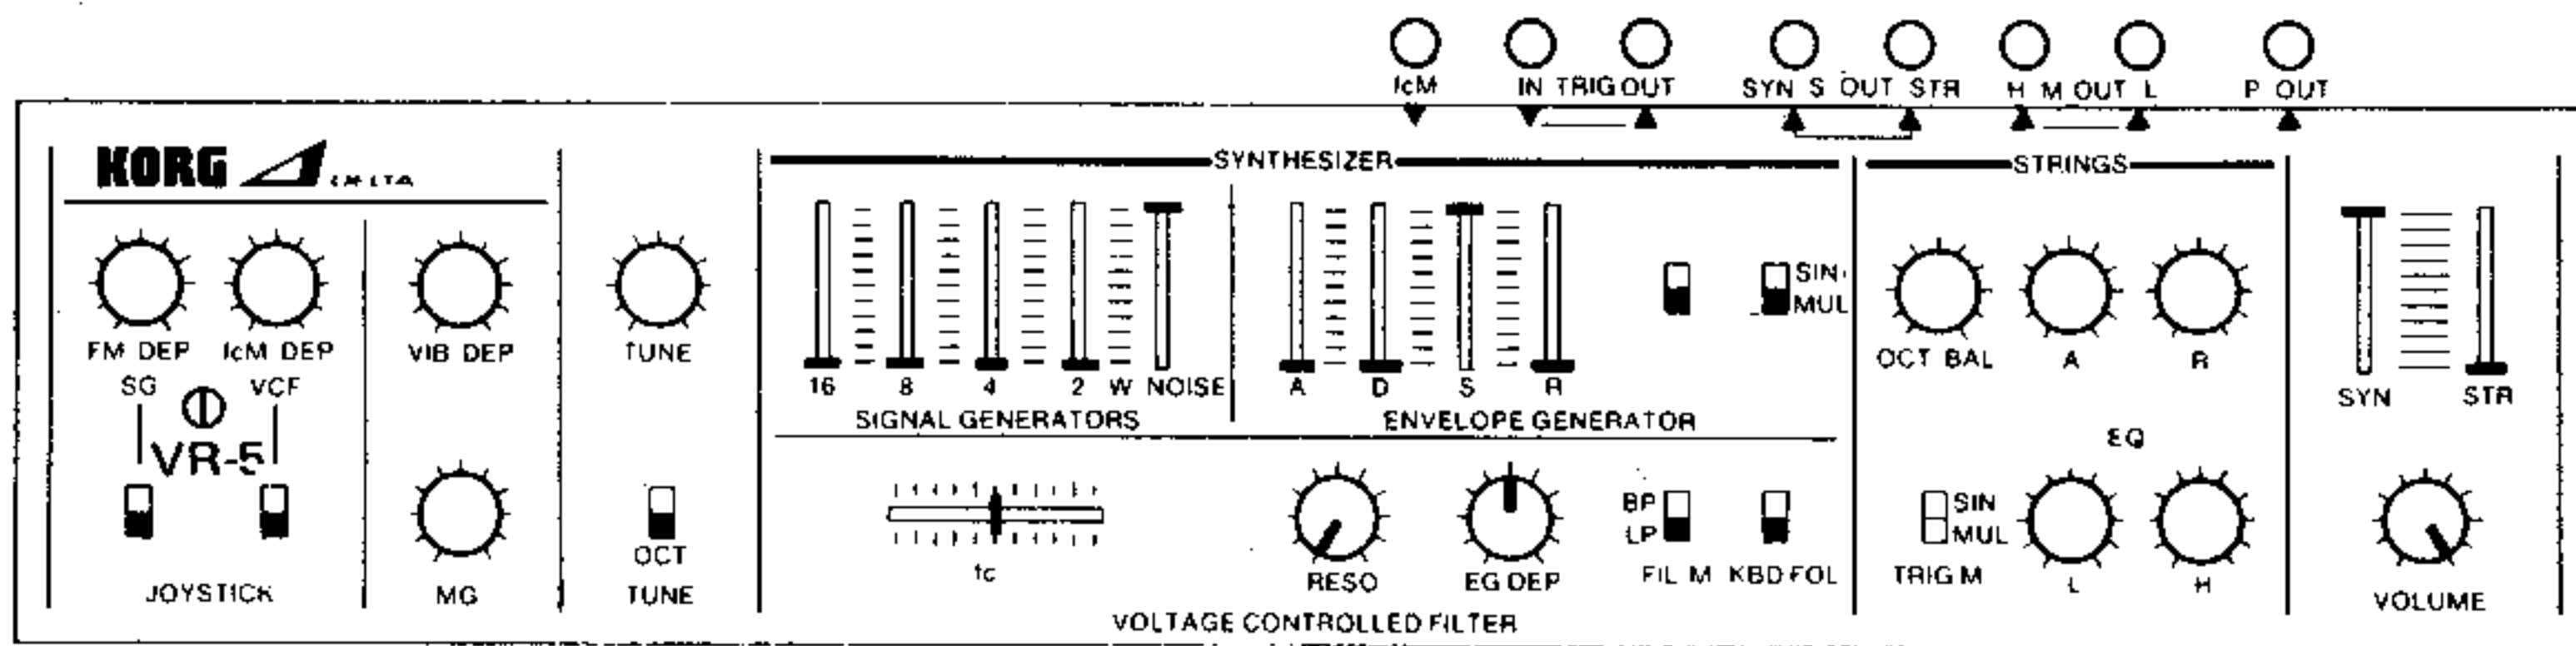 IcM IN TRIG OUT SYN S OUT STR H M OUT L P OUT
KORG DELTA
SYNTHESIZER STRINGS
SIN
MUL
FM DEP IcM DEP VIB DEP TUNE
OCT BAL A R
SG VCF
16 8 4 2 W NOISE A D S R
SYN STR
SIGNAL GENERATORS ENVELOPE GENERATOR
EQ
VR-5
BP
LP
SIN
MUL
OCT
fc RESO EG DEP FIL M KBD FOL TRIG M L H
JOYSTICK MG TUNE VOLUME
VOLTAGE CONTROLLED FILTER